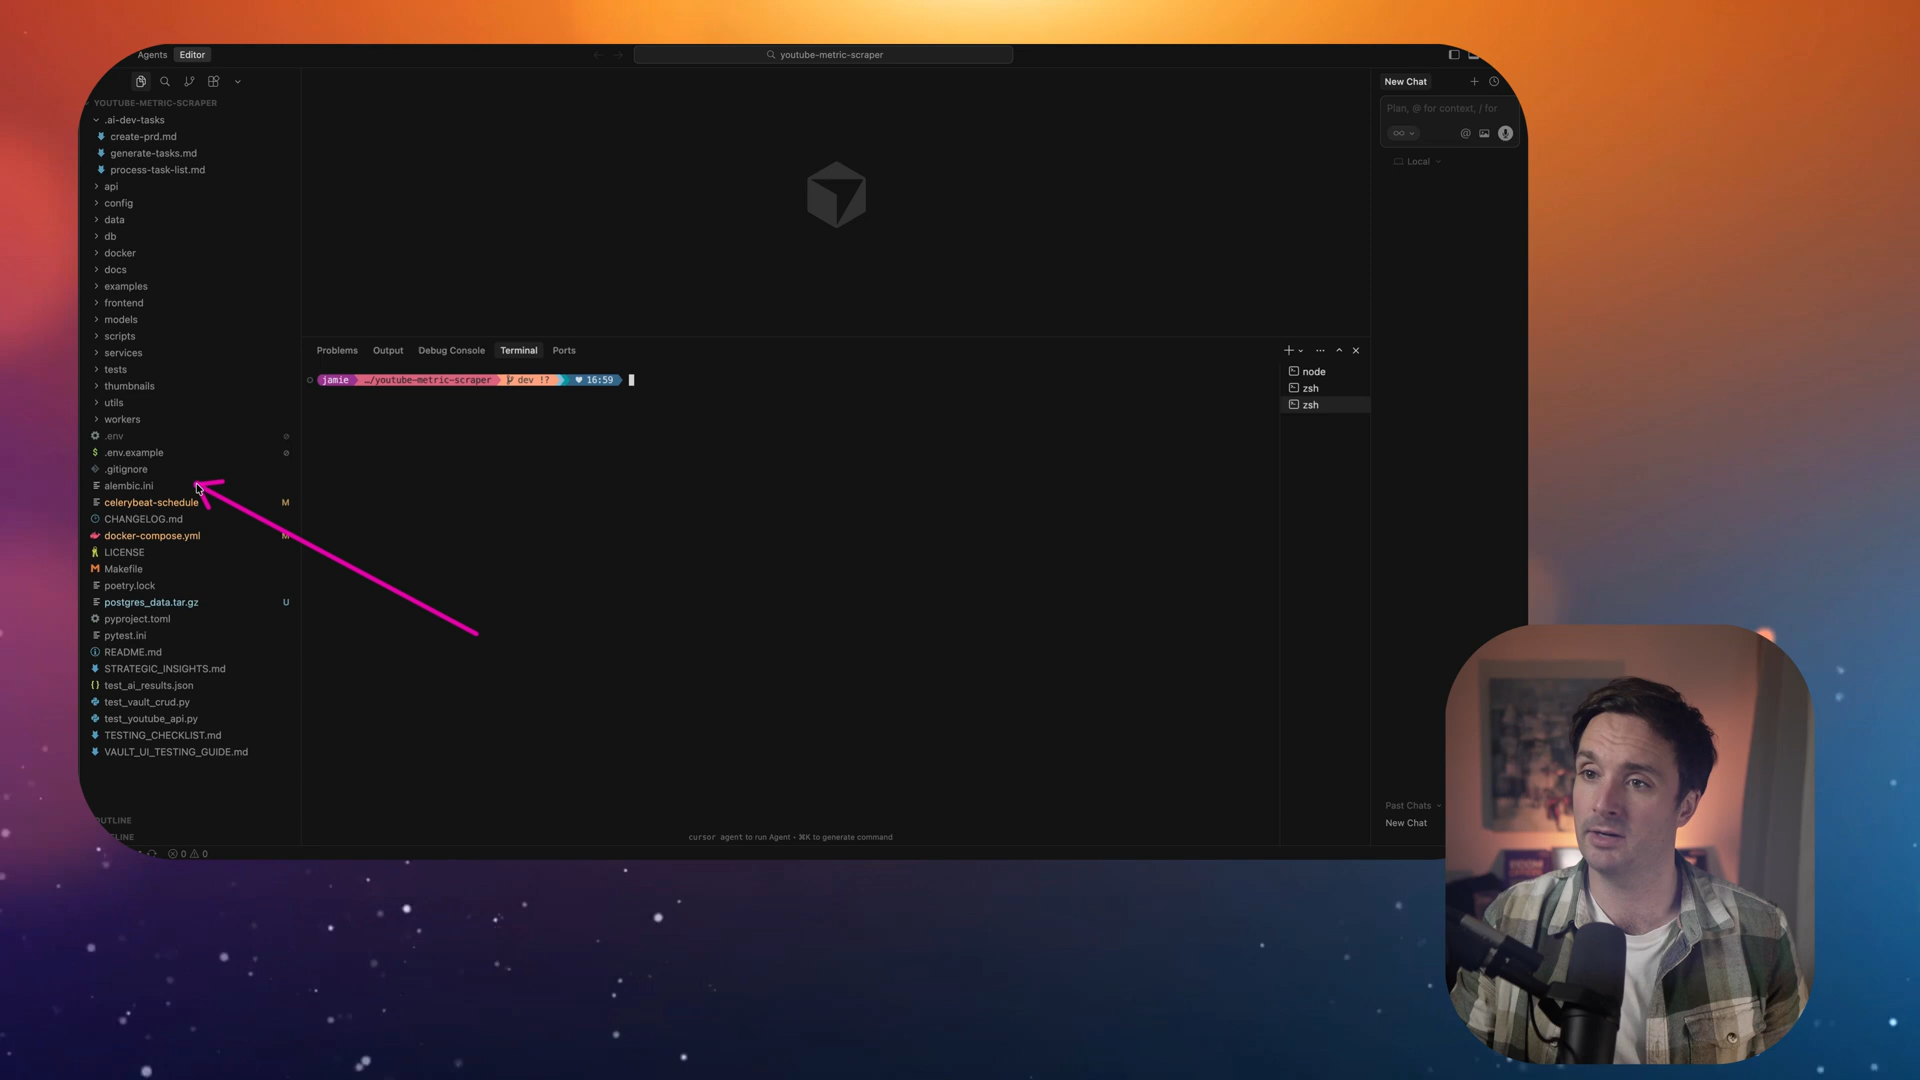 Agents Editor
youtube-metric-scraper
YOUTUBE-METRIC-SCRAPER
.ai-dev-tasks
create-prd.md
generate-tasks.md
process-task-list.md
api
config
data
db
docker
docs
examples
frontend
models
scripts
services
tests
thumbnails
utils
workers
.env
.env.example
.gitignore
alembic.ini
celerybeat-schedule M
CHANGELOG.md
docker-compose.yml M
LICENSE
Makefile
poetry.lock
postgres_data.tar.gz U
pyproject.toml
pytest.ini
README.md
STRATEGIC_INSIGHTS.md
test_ai_results.json
test_vault_crud.py
test_youtube_api.py
TESTING_CHECKLIST.md
VAULT_UI_TESTING_GUIDE.md
0 0
Problems Output Debug Console Terminal Ports
jamie …/youtube-metric-scraper dev !? ♥ 16:59
node
zsh
zsh
cursor agent to run Agent • ⌘K to generate command
New Chat
Plan, @ for context, / for
Local
Past Chats
New Chat